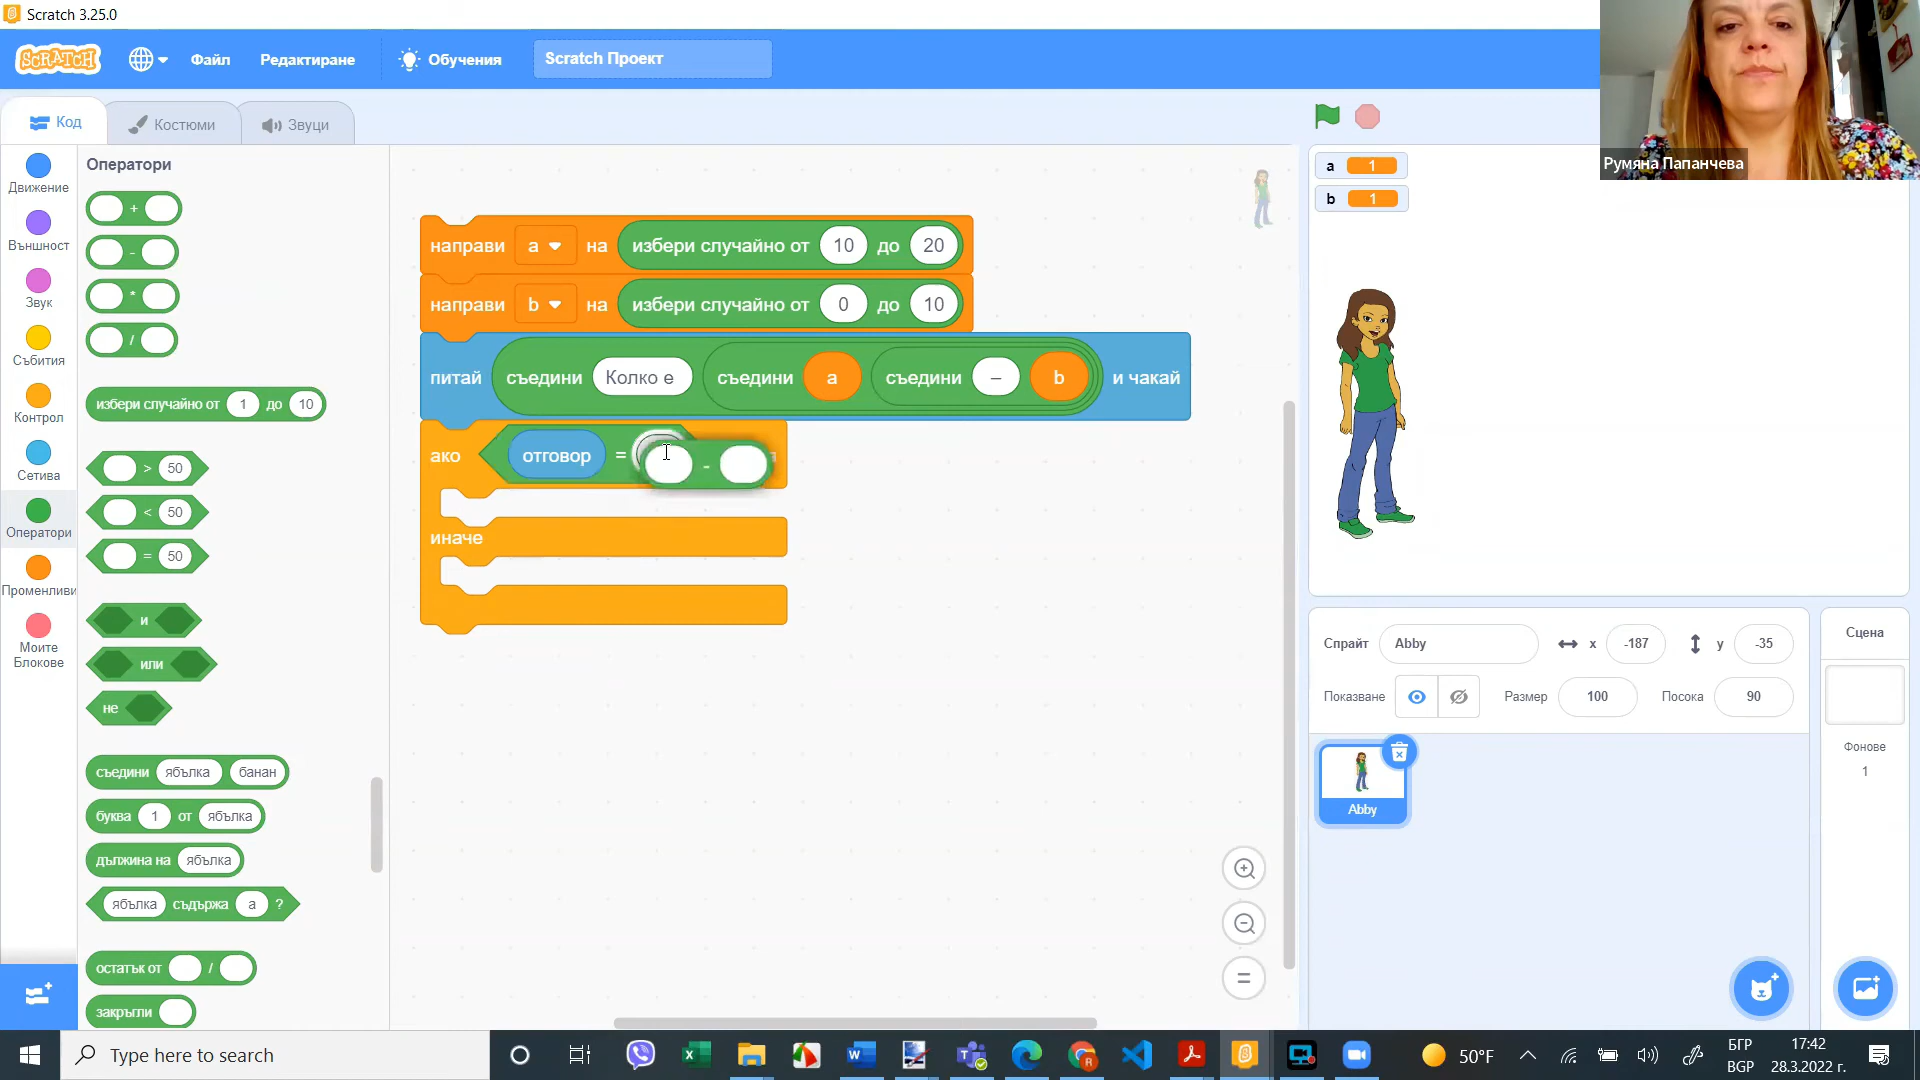 Scratch 3.25.0
SCRATCH
Файл
Редактиране
Обучения
Scratch Проект
Румяна Папанчева
Код
Костюми
Звуци
Движение
Външност
Звук
Събития
Контрол
Сетива
Оператори
Променливи
Моите Блокове
Оператори
+
-
*
/
избери случайно от 1 до 10
> 50
< 50
= 50
и
или
не
съедини ябълка банан
буква 1 от ябълка
дължина на ябълка
ябълка съдържа а ?
остатък от /
закръгли
направи a на избери случайно от 10 до 20
направи b на избери случайно от 0 до 10
питай съедини Колко е съедини a съедини – b и чакай
ако отговор = -
иначе
a 1
b 1
Спрайт Abby x -187 y -35
Показване Размер 100 Посока 90
Abby
Сцена
Фонове
1
Type here to search
50°F
БГР
BGP
17:42
28.3.2022 г.